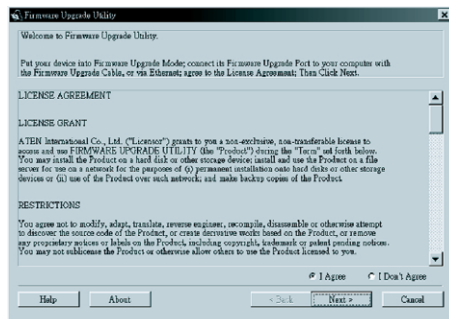 Firmware Upgrade Utility
Welcome to Firmware Upgrade Utility.
Put your device into Firmware Upgrade Mode; connect its Firmware Upgrade Port to your computer with
the Firmware Upgrade Cable, or via Ethernet; agree to the License Agreement; Then Click Next.
LICENSE AGREEMENT
LICENSE GRANT
ATEN International Co., Ltd. ("Licensor") grants to you a non-exclusive, non-transferable license to
access and use FIRMWARE UPGRADE UTILITY (the "Product") during the "Term" set forth below.
You may install the Product on a hard disk or other storage device; install and use the Product on a file
server for use on a network for the purposes of (i) permanent installation onto hard disks or other storage
devices or (ii) use of the Product over such network; and make backup copies of the Product.
RESTRICTIONS
You agree not to modify, adapt, translate, reverse engineer, recompile, disassemble or otherwise attempt
to discover the source code of the Product, or create derivative works based on the Product, or remove
any proprietary notices or labels on the Product, including copyright, trademark or patent pending notices.
You may not sublicense the Product or otherwise allow others to use the Product licensed to you.
I Agree I Don't Agree
Help About < Back Next > Cancel